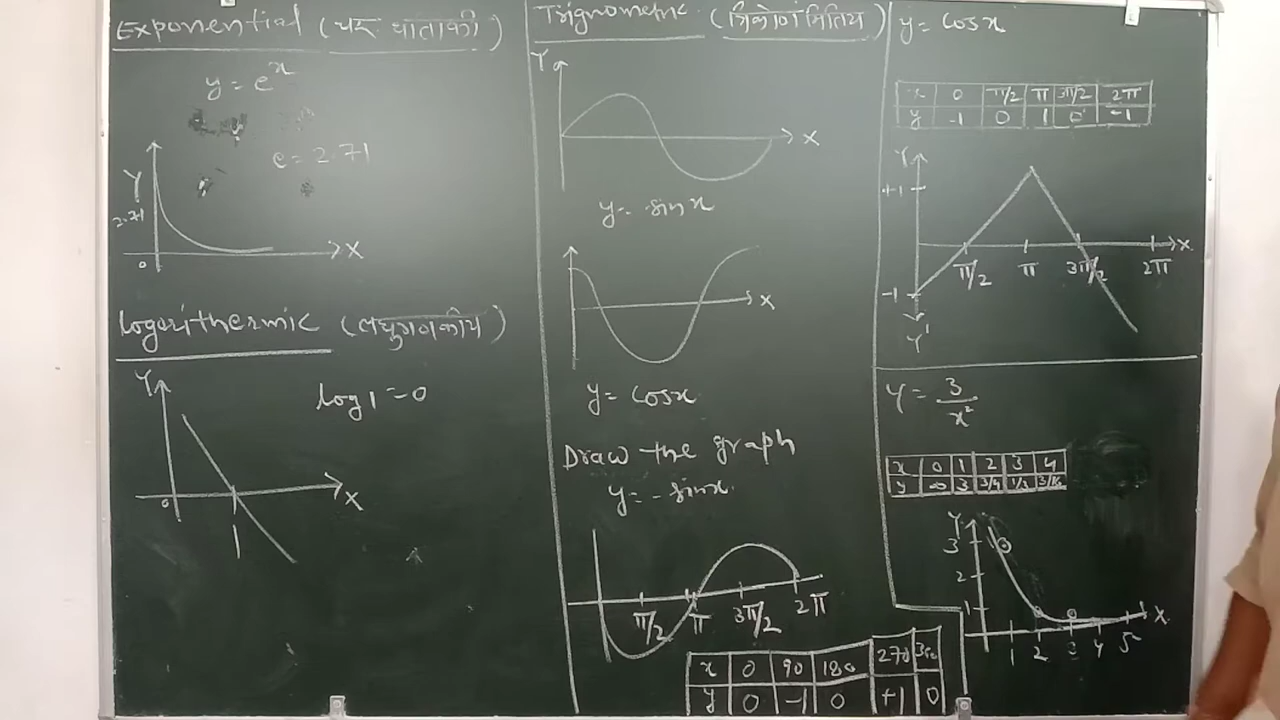 Exponential (चर घाताकी)
y = e^x
e = 2.71
Y
2.71
0
X
Logarithermic (लघुगणकीय)
Y
log 1 = 0
0
X
1
Trignometric (त्रिकोणमितिय)
Y
X
y = sin x
X
y = cos x
Draw the graph
y = - sin x.
π/2 π 3π/2 2π
x 0 90 180 270 360
y 0 -1 0 +1 0
y = cos x
x 0 π/2 π 3π/2 2π
y -1 0 1 0 -1
Y
+1
X
π/2 π 3π/2 2π
-1
Y'
y = 3/x²
x 0 1 2 3 4
y ∞ 3 3/4 1/2 3/16
Y
3
2
1
X
1 2 3 4 5